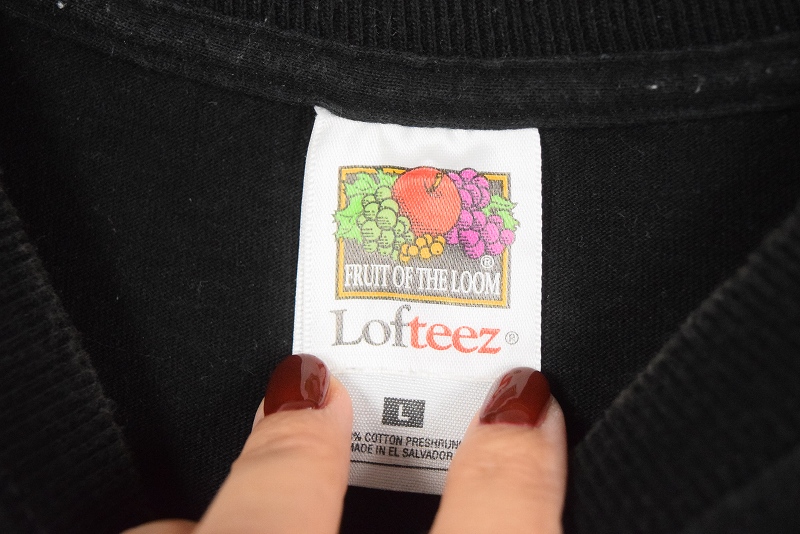 FRUIT OF THE LOOM ®
Lofteez ®
L
% COTTON PRESHRUN
MADE IN EL SALVADOR